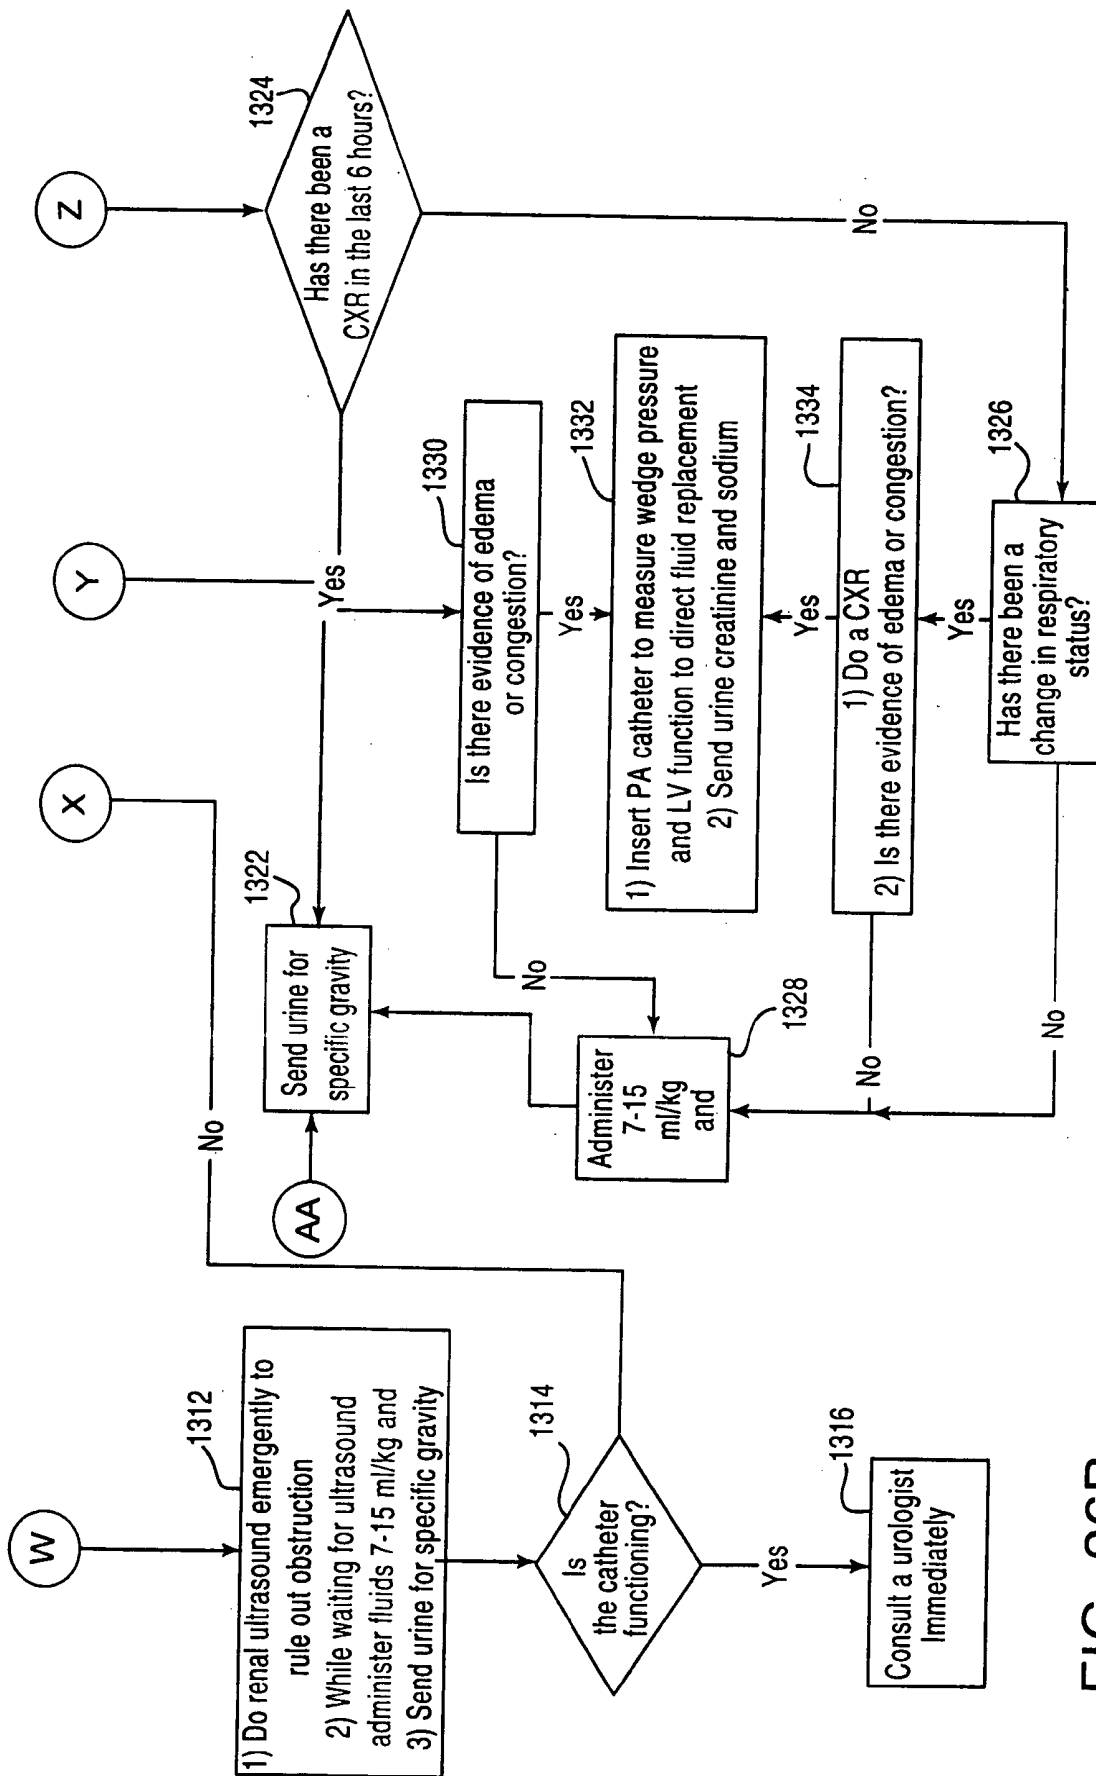 W
X
Y
Z
1312
1) Do renal ultrasound emergently to
rule out obstruction
2) While waiting for ultrasound
administer fluids 7-15 ml/kg and
3) Send urine for specific gravity
1314
Is
the catheter
functioning?
No
Yes
1316
Consult a urologist
Immediately
AA
1322
Send urine for
specific gravity
1324
Has there been a
CXR in the last 6 hours?
Yes
No
1330
Is there evidence of edema
or congestion?
Yes
No
1328
Administer
7-15
ml/kg
and
1332
1) Insert PA catheter to measure wedge pressure
and LV function to direct fluid replacement
2) Send urine creatinine and sodium
Yes
1334
1) Do a CXR
2) Is there evidence of edema or congestion?
No
Yes
1326
Has there been a
change in respiratory
status?
No
FIG.